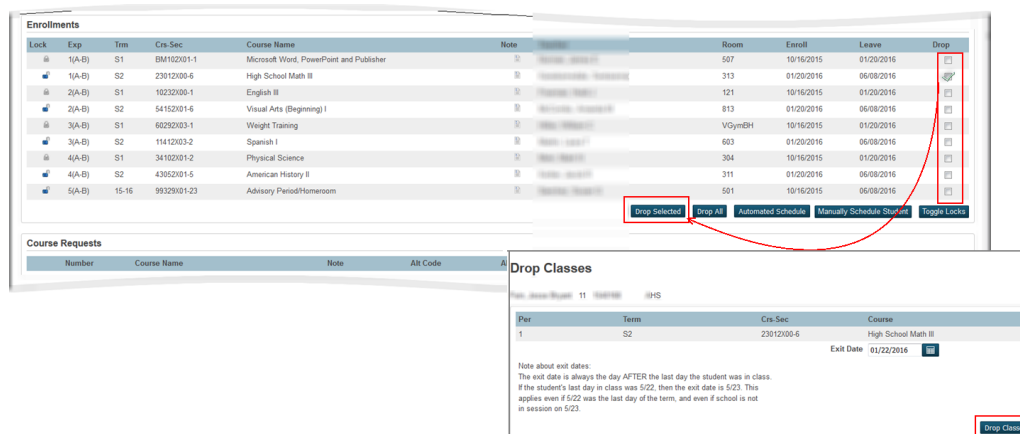 Enrollments
Lock Exp Trm Crs-Sec Course Name Note Room Enroll Leave Drop
1(A-B) S1 BM102X01-1 Microsoft Word, PowerPoint and Publisher 507 10/16/2015 01/20/2016
1(A-B) S2 23012X00-6 High School Math III 313 01/20/2016 06/08/2016
2(A-B) S1 10232X00-1 English III 121 10/16/2015 01/20/2016
2(A-B) S2 54152X01-6 Visual Arts (Beginning) I 813 01/20/2016 06/08/2016
3(A-B) S1 60292X03-1 Weight Training VGymBH 10/16/2015 01/20/2016
3(A-B) S2 11412X03-2 Spanish I 603 01/20/2016 06/08/2016
4(A-B) S1 34102X01-2 Physical Science 304 10/16/2015 01/20/2016
4(A-B) S2 43052X01-5 American History II 311 01/20/2016 06/08/2016
5(A-B) 15-16 99329X01-23 Advisory Period/Homeroom 501 10/16/2015 06/08/2016
Drop Selected Drop All Automated Schedule Manually Schedule Student Toggle Locks
Course Requests
Number Course Name Note Alt Code
Drop Classes
11 HS
Per Term Crs-Sec Course
1 S2 23012X00-6 High School Math III
Exit Date 01/22/2016
Note about exit dates:
The exit date is always the day AFTER the last day the student was in class.
If the student's last day in class was 5/22, then the exit date is 5/23. This
applies even if 5/22 was the last day of the term, and even if school is not
in session on 5/23.
Drop Class